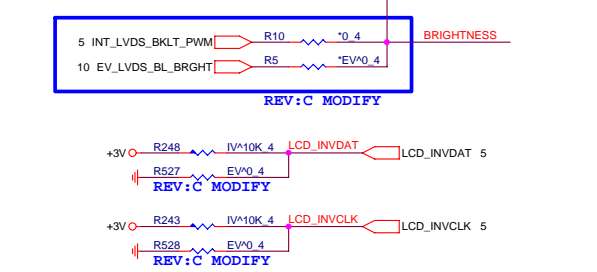 5 INT_LVDS_BKLT_PWM R10 *0_4 BRIGHTNESS
10 EV_LVDS_BL_BRGHT R5 *EV^0_4
REV:C MODIFY
+3V R248 IV^10K_4 LCD_INVDAT LCD_INVDAT 5
R527 EV^0_4
REV:C MODIFY
+3V R243 IV^10K_4 LCD_INVCLK LCD_INVCLK 5
R528 EV^0_4
REV:C MODIFY